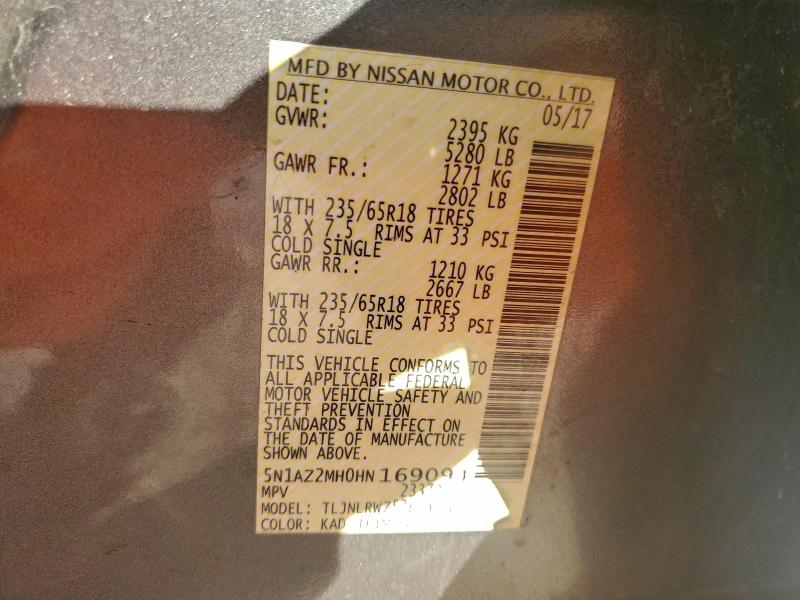 MFD BY NISSAN MOTOR CO., LTD.
DATE: 05/17
GVWR: 2395 KG
5280 LB
GAWR FR.: 1271 KG
2802 LB
WITH 235/65R18 TIRES
18 X 7.5 RIMS AT 33 PSI
COLD SINGLE
GAWR RR.: 1210 KG
2667 LB
WITH 235/65R18 TIRES
18 X 7.5 RIMS AT 33 PSI
COLD SINGLE
THIS VEHICLE CONFORMS TO
ALL APPLICABLE FEDERAL
MOTOR VEHICLE SAFETY AND
THEFT PREVENTION
STANDARDS IN EFFECT ON
THE DATE OF MANUFACTURE
SHOWN ABOVE.
5N1AZ2MH0HN
MPV
MODEL:
COLOR: KAD